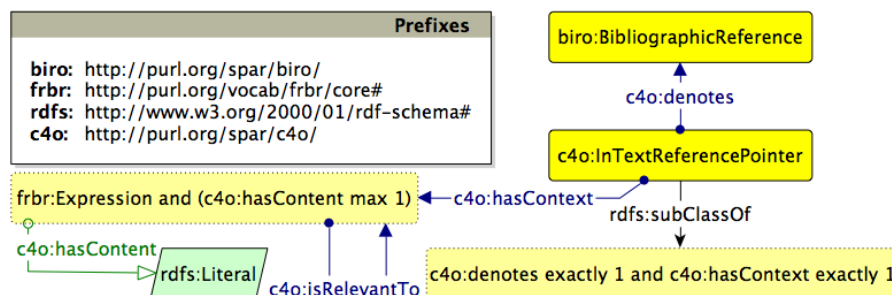 Prefixes
biro: http://purl.org/spar/biro/
frbr: http://purl.org/vocab/frbr/core#
rdfs: http://www.w3.org/2000/01/rdf-schema#
c4o: http://purl.org/spar/c4o/
biro:BibliographicReference
c4o:denotes
c4o:InTextReferencePointer
frbr:Expression and (c4o:hasContent max 1)
c4o:hasContext
rdfs:subClassOf
c4o:hasContent
rdfs:Literal
c4o:isRelevantTo
c4o:denotes exactly 1 and c4o:hasContext exactly 1